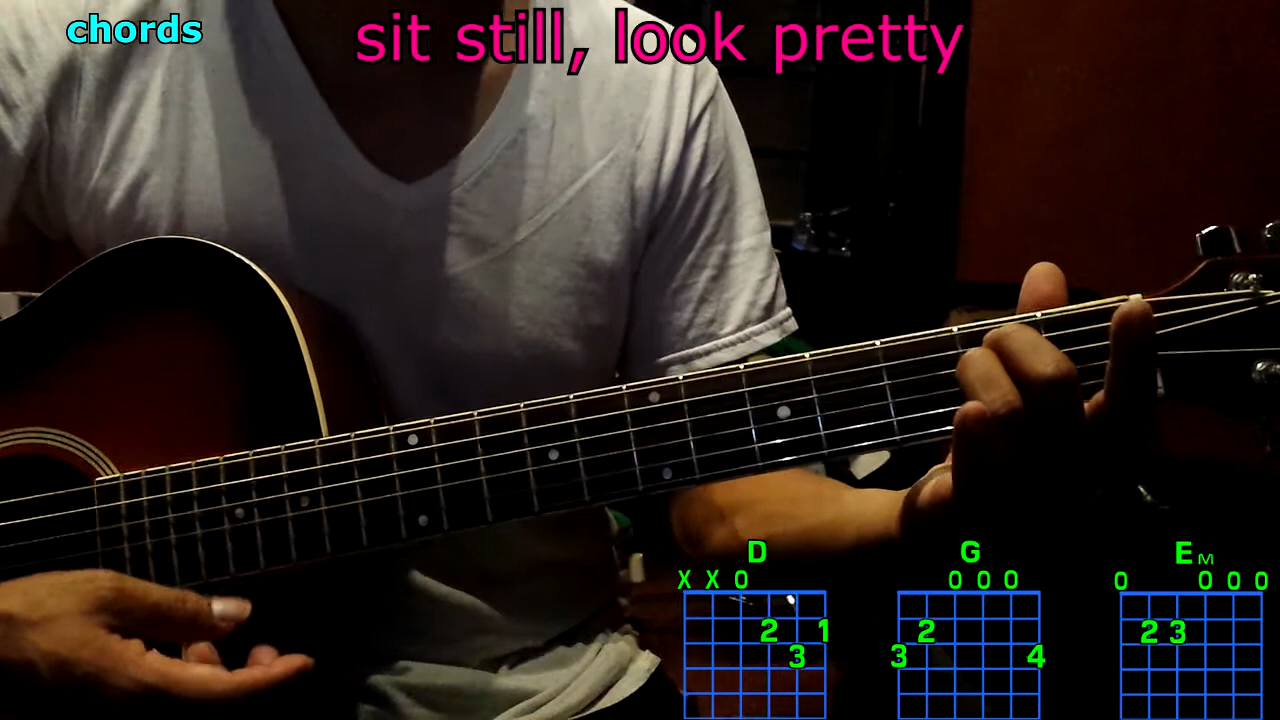 chords
sit still, look pretty
D
G
EM
X X 0
0 0 0
0
0 0 0
2 1
3
2
3 4
2 3